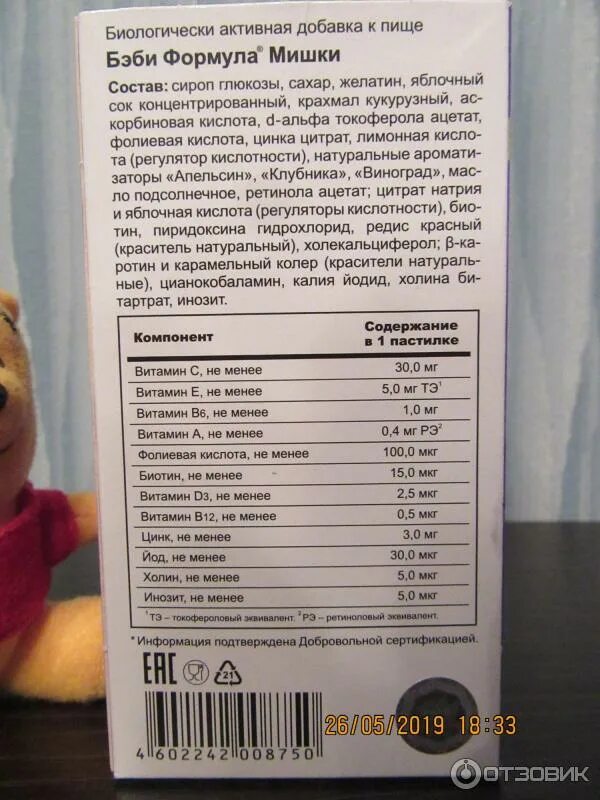 Биологически активная добавка к пище
Бэби Формула® Мишки
Состав: сироп глюкозы, сахар, желатин, яблочный
сок концентрированный, крахмал кукурузный, ас-
корбиновая кислота, d-альфа токоферола ацетат,
фолиевая кислота, цинка цитрат, лимонная кисло-
та (регулятор кислотности), натуральные аромати-
заторы «Апельсин», «Клубника», «Виноград», мас-
ло подсолнечное, ретинола ацетат; цитрат натрия
и яблочная кислота (регуляторы кислотности), био-
тин, пиридоксина гидрохлорид, редис красный
(краситель натуральный), холекальциферол; β-ка-
ротин и карамельный колер (красители натураль-
ные), цианокобаламин, калия йодид, холина би-
тартрат, инозит.
Компонент Содержание
в 1 пастилке
Витамин С, не менее 30,0 мг
Витамин Е, не менее 5,0 мг ТЭ¹
Витамин В6, не менее 1,0 мг
Витамин А, не менее 0,4 мг РЭ²
Фолиевая кислота, не менее 100,0 мкг
Биотин, не менее 15,0 мкг
Витамин D3, не менее 2,5 мкг
Витамин В12, не менее 0,5 мкг
Цинк, не менее 3,0 мг
Йод, не менее 30,0 мкг
Холин, не менее 5,0 мкг
Инозит, не менее 5,0 мкг
¹ТЭ – токофероловый эквивалент. ²РЭ – ретиноловый эквивалент.
*Информация подтверждена Добровольной сертификацией.
ЕАС 21
4 602242 008750
26/05/2019 18:33
ОТЗОВИК